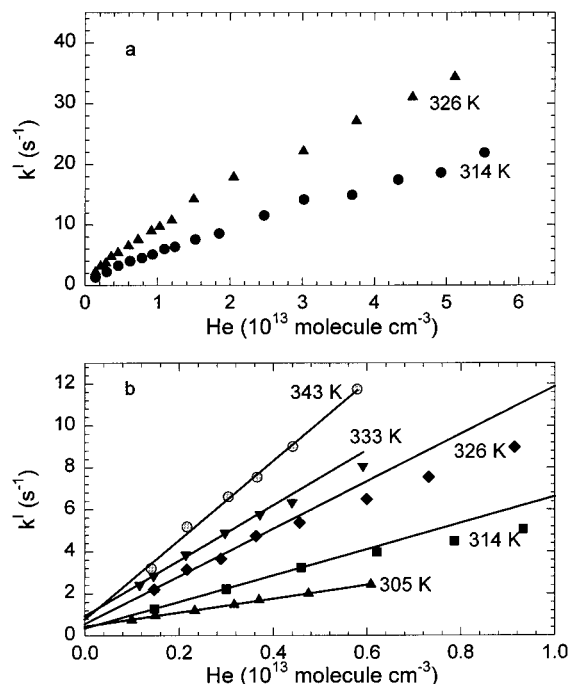 a
40
30
20
10
0
k^I (s^-1)
326 K
314 K
0 1 2 3 4 5 6
He (10^13 molecule cm^-3)
b
12
10
8
6
4
2
0
k^I (s^-1)
343 K
333 K
326 K
314 K
305 K
0.0 0.2 0.4 0.6 0.8 1.0
He (10^13 molecule cm^-3)